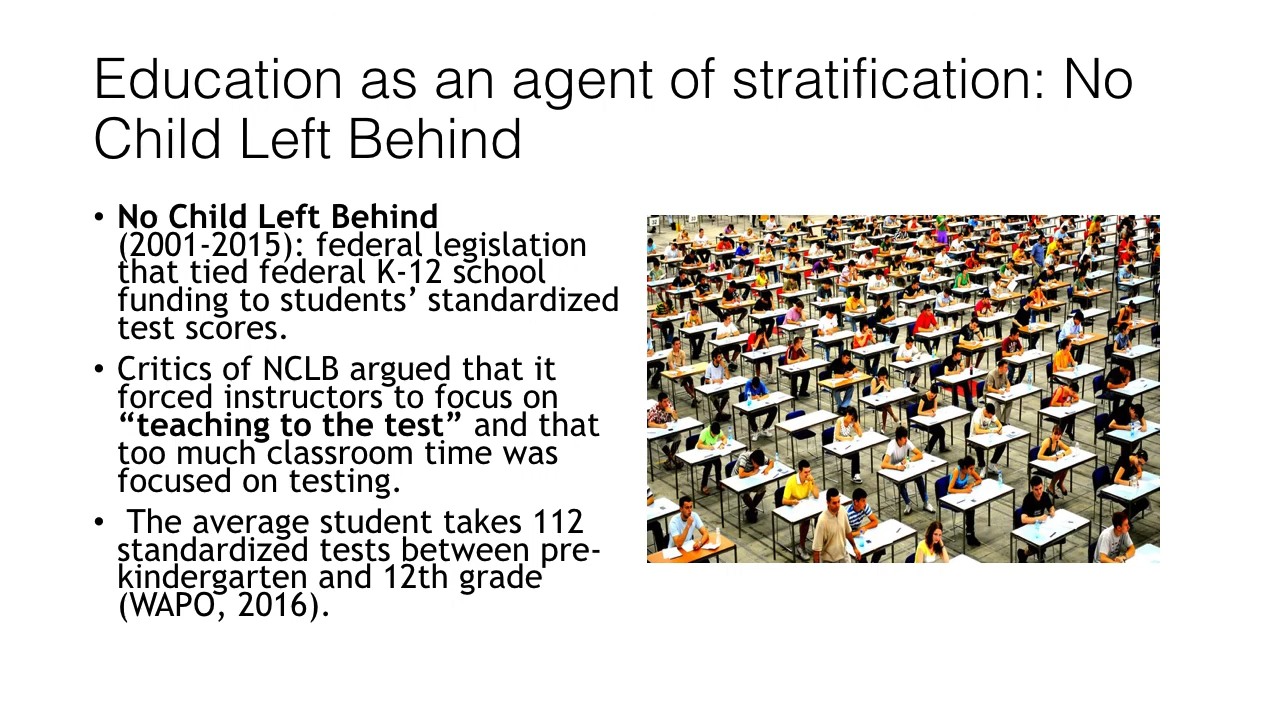 Education as an agent of stratification: No
Child Left Behind
• No Child Left Behind
(2001-2015): federal legislation
that tied federal K-12 school
funding to students’ standardized
test scores.
• Critics of NCLB argued that it
forced instructors to focus on
“teaching to the test” and that
too much classroom time was
focused on testing.
• The average student takes 112
standardized tests between pre-
kindergarten and 12th grade
(WAPO, 2016).